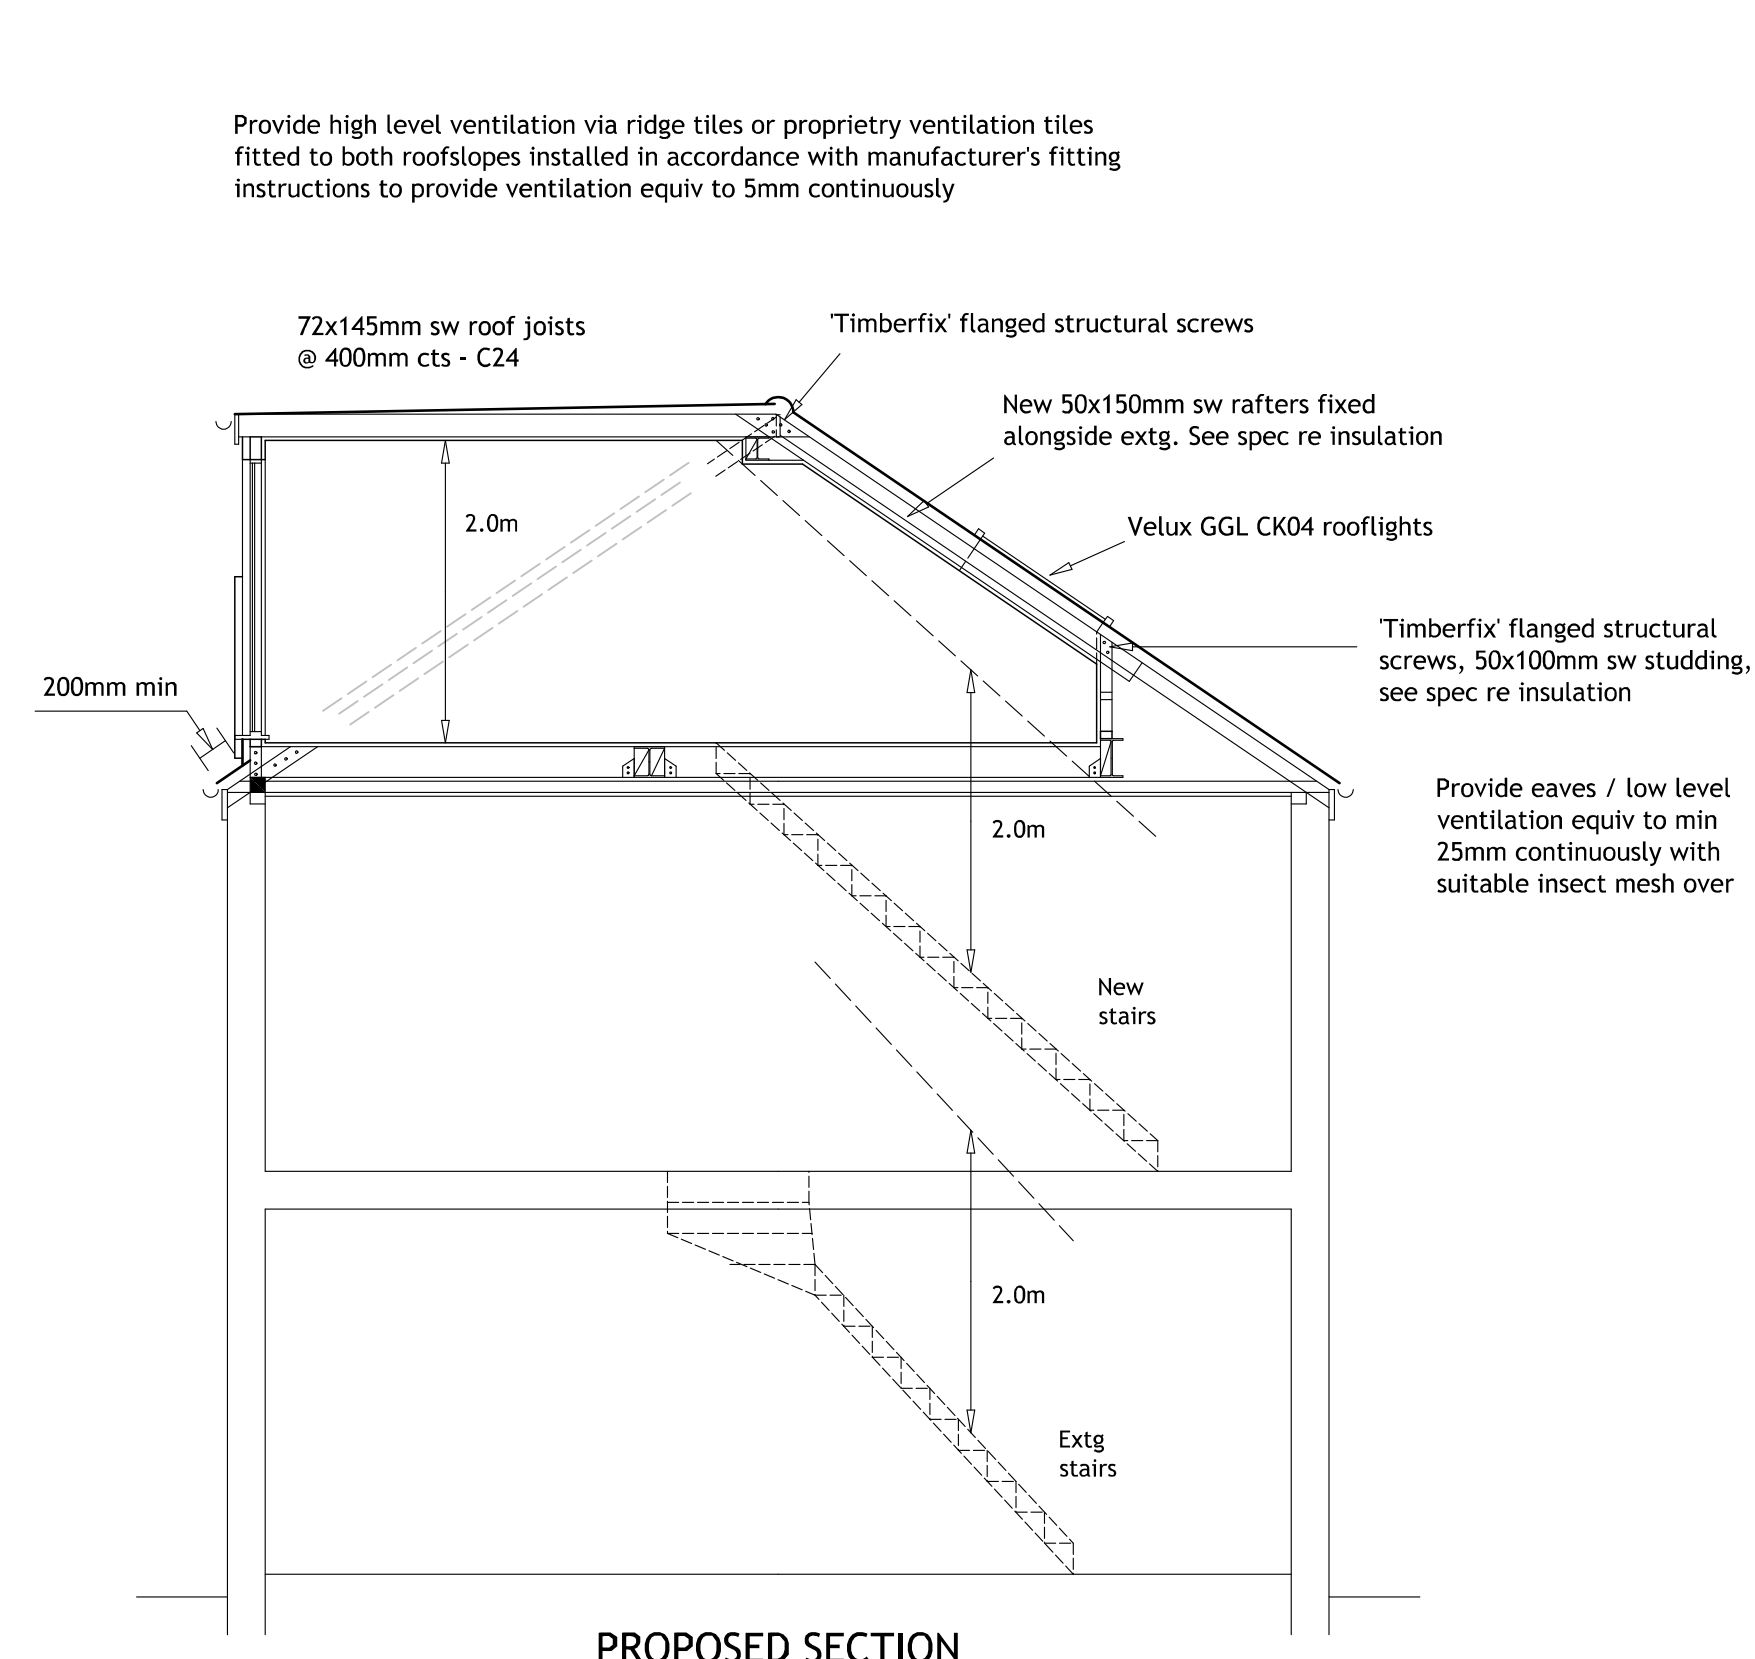 Provide high level ventilation via ridge tiles or proprietry ventilation tiles
fitted to both roofslopes installed in accordance with manufacturer's fitting
instructions to provide ventilation equiv to 5mm continuously
72x145mm sw roof joists
@ 400mm cts - C24
'Timberfix' flanged structural screws
New 50x150mm sw rafters fixed
alongside extg. See spec re insulation
2.0m
Velux GGL CK04 rooflights
'Timberfix' flanged structural
screws, 50x100mm sw studding,
see spec re insulation
200mm min
Provide eaves / low level
ventilation equiv to min
25mm continuously with
suitable insect mesh over
2.0m
New
stairs
2.0m
Extg
stairs
PROPOSED SECTION